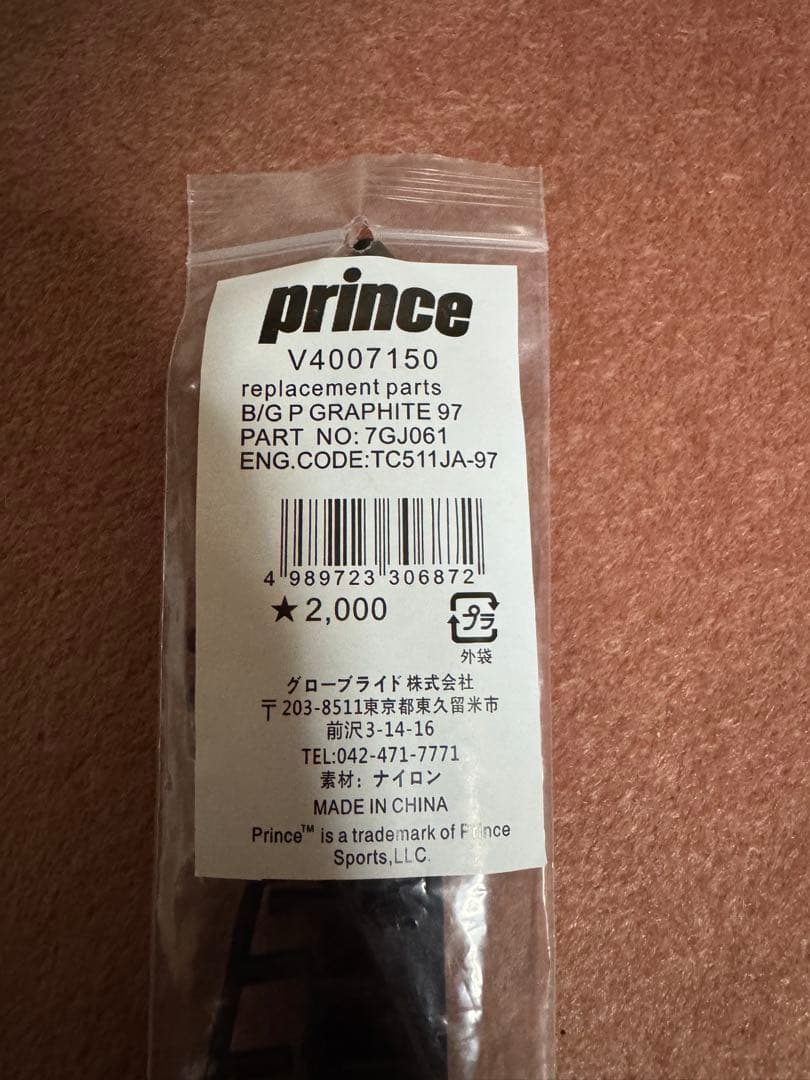 prince
V4007150
replacement parts
B/G P GRAPHITE 97
PART NO: 7GJ061
ENG.CODE:TC511JA-97
4 989723 306872
★2,000
プラ
外袋
グローブライド株式会社
〒203-8511東京都東久留米市
前沢3-14-16
TEL:042-471-7771
素材：ナイロン
MADE IN CHINA
Prince™ is a trademark of Prince
Sports,LLC.